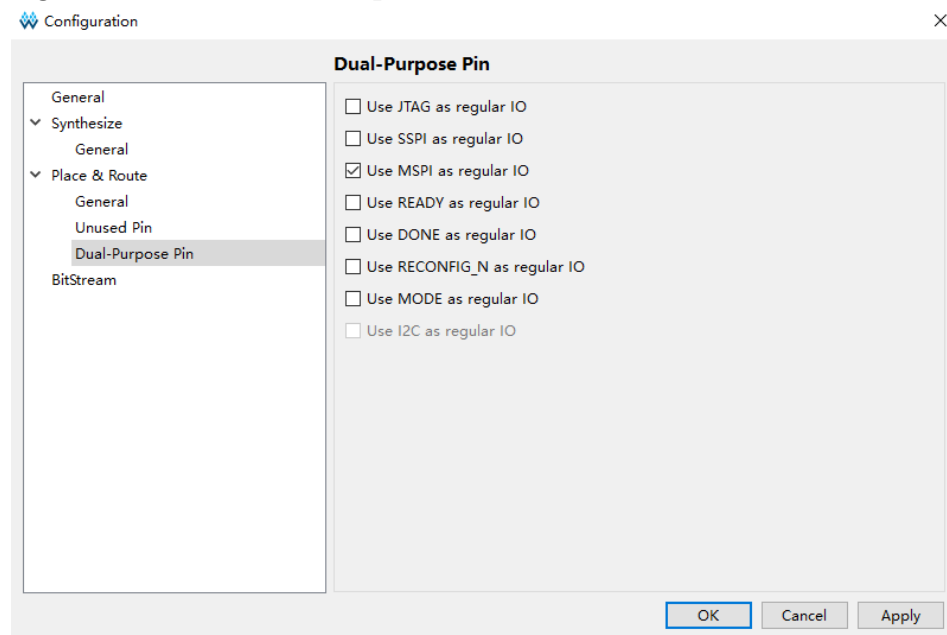 Configuration
Dual-Purpose Pin
General
Synthesize
General
Place & Route
General
Unused Pin
Dual-Purpose Pin
BitStream
Use JTAG as regular IO
Use SSPI as regular IO
Use MSPI as regular IO
Use READY as regular IO
Use DONE as regular IO
Use RECONFIG_N as regular IO
Use MODE as regular IO
Use I2C as regular IO
OK Cancel Apply